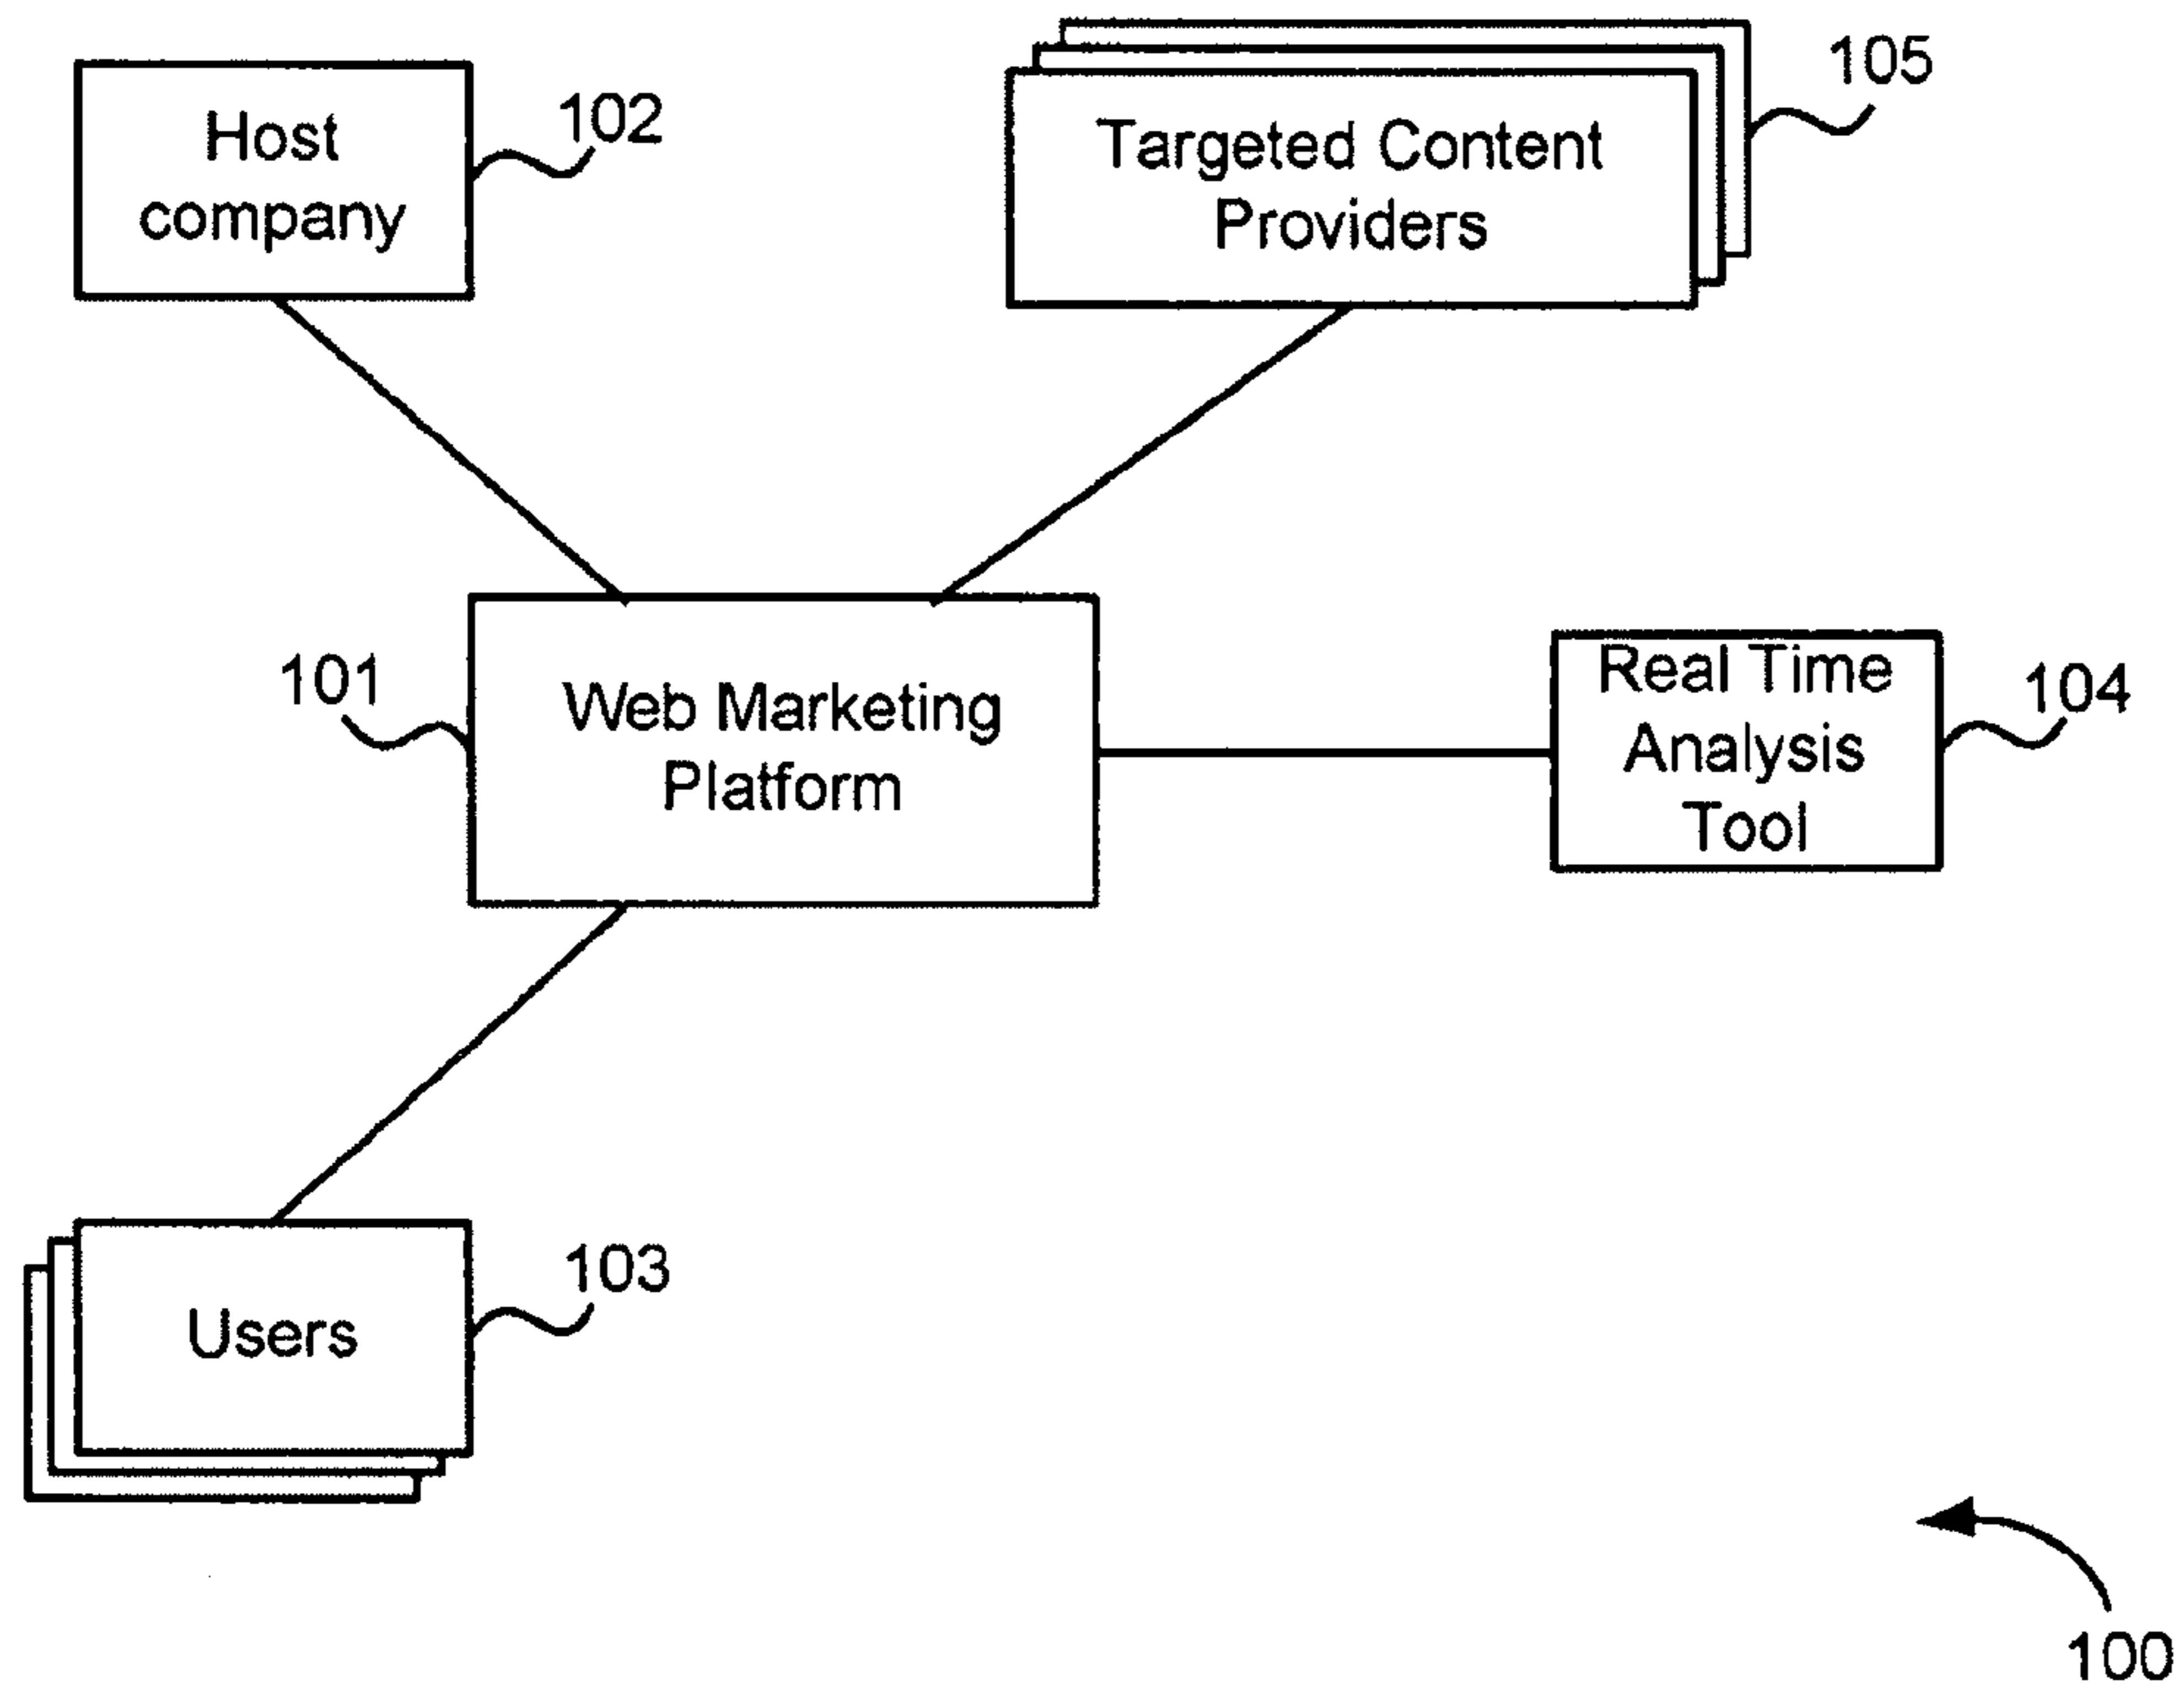 Host
company
102
Targeted Content
Providers
105
101
Web Marketing
Platform
Real Time
Analysis
Tool
104
Users
103
100